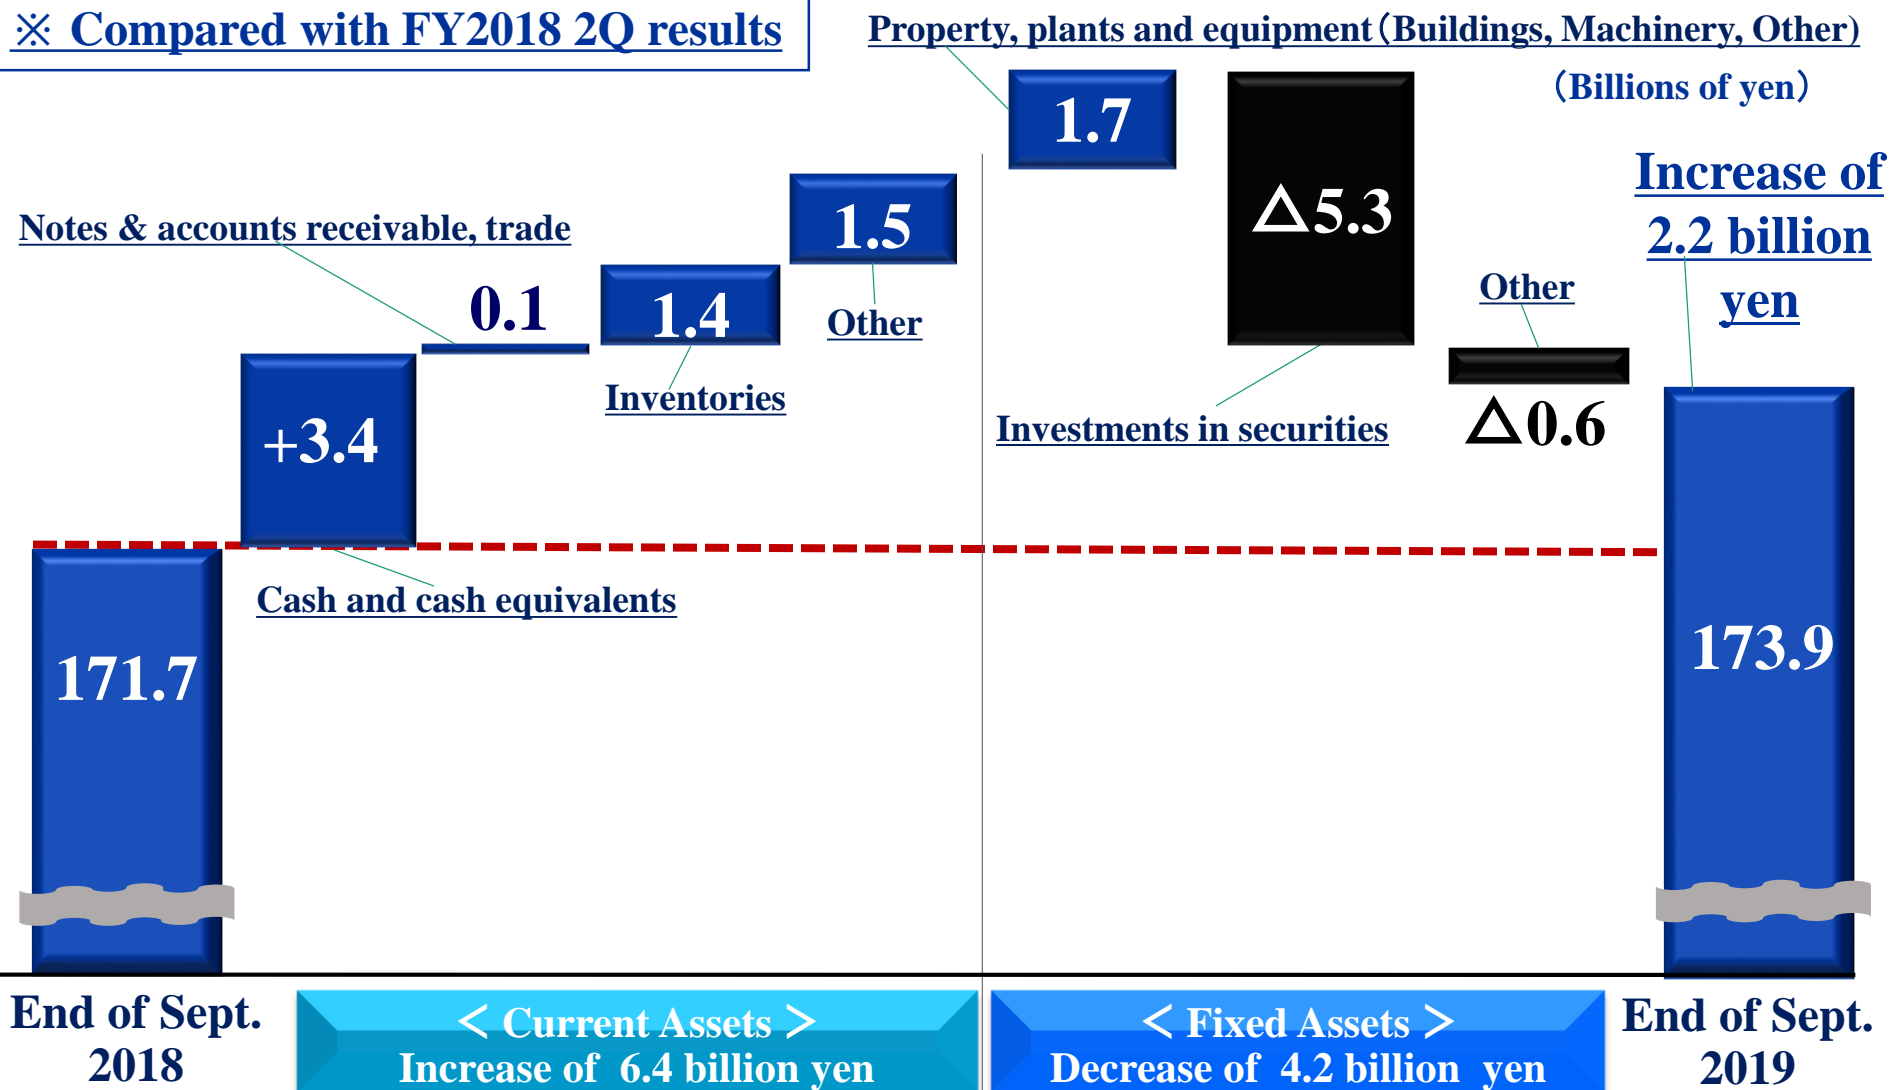 ※ Compared with FY2018 2Q results
Property, plants and equipment（Buildings, Machinery, Other)
（Billions of yen）
1.7
△5.3
Increase of
2.2 billion
yen
Notes & accounts receivable, trade
1.5
0.1
1.4
Other
Other
Inventories
+3.4
Investments in securities
△0.6
Cash and cash equivalents
171.7
173.9
End of Sept.
2018
＜ Current Assets ＞
Increase of 6.4 billion yen
＜ Fixed Assets ＞
Decrease of 4.2 billion yen
End of Sept.
2019